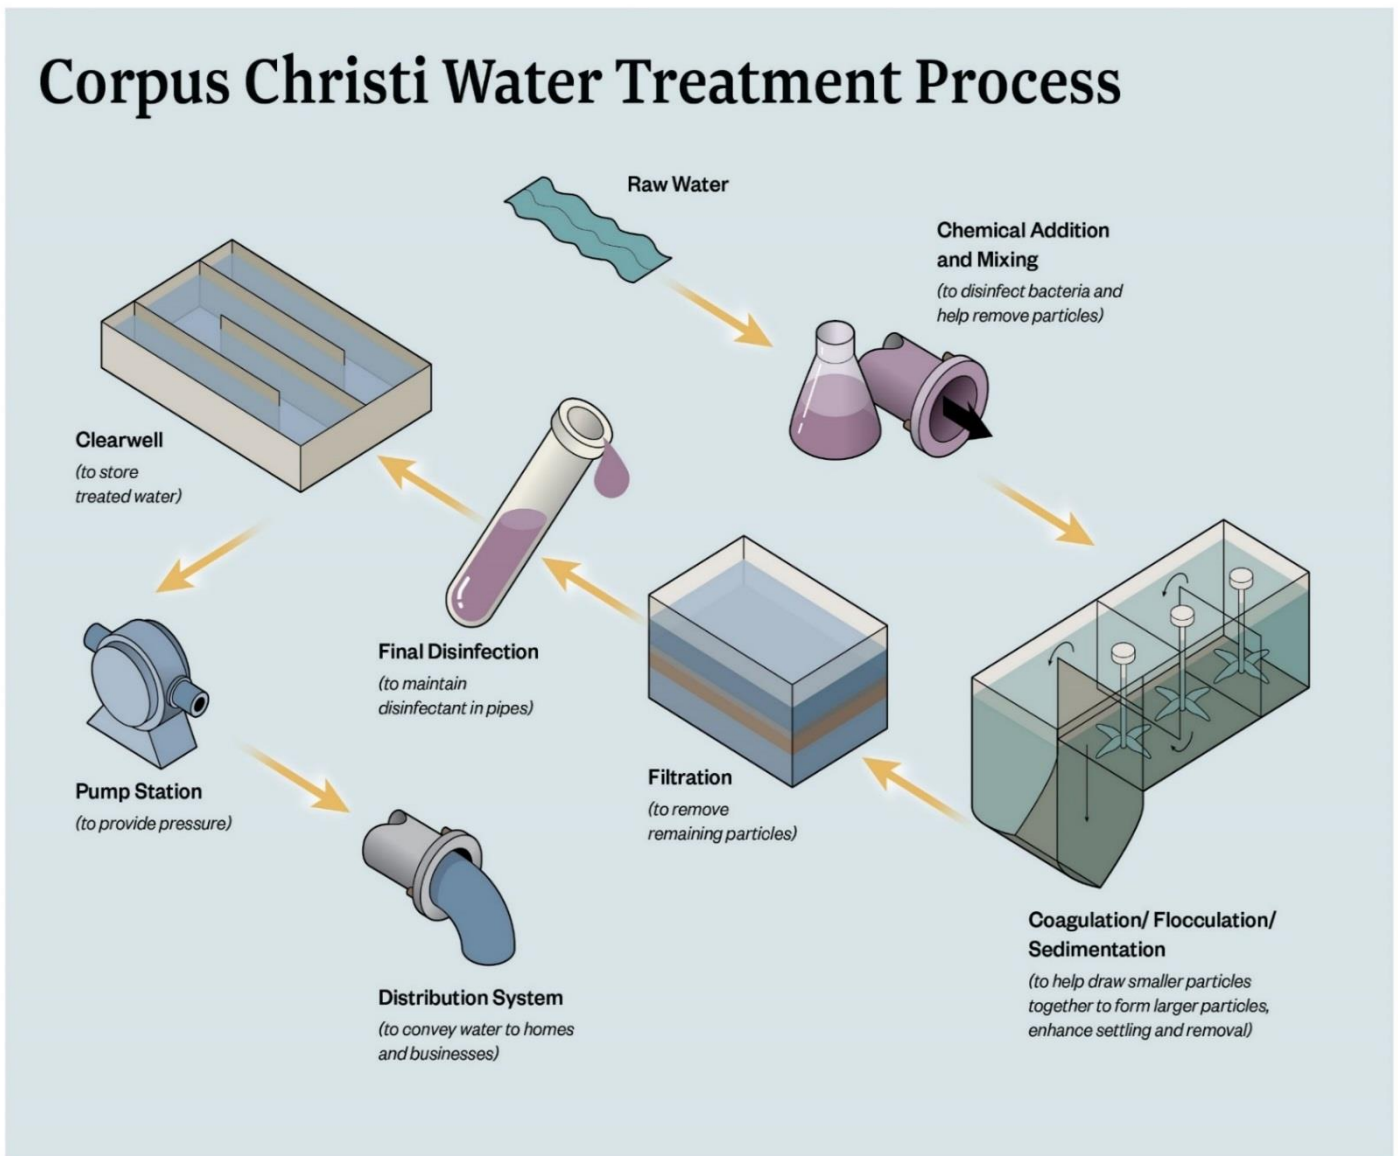 Corpus Christi Water Treatment Process
Raw Water
Chemical Addition
and Mixing
(to disinfect bacteria and
help remove particles)
Coagulation/ Flocculation/
Sedimentation
(to help draw smaller particles
together to form larger particles,
enhance settling and removal)
Filtration
(to remove
remaining particles)
Final Disinfection
(to maintain
disinfectant in pipes)
Clearwell
(to store
treated water)
Pump Station
(to provide pressure)
Distribution System
(to convey water to homes
and businesses)